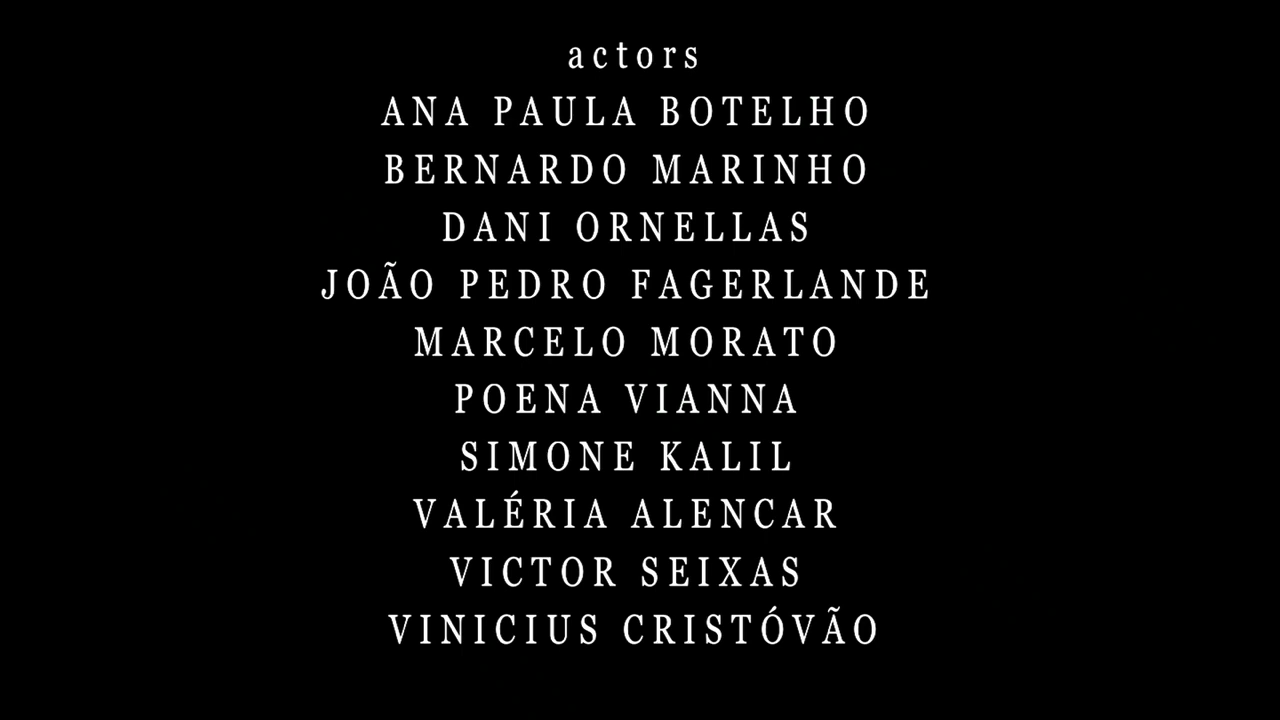 actors
ANA PAULA BOTELHO
BERNARDO MARINHO
DANI ORNELLAS
JOÃO PEDRO FAGERLANDE
MARCELO MORATO
POENA VIANNA
SIMONE KALIL
VALÉRIA ALENCAR
VICTOR SEIXAS
VINICIUS CRISTÓVÃO